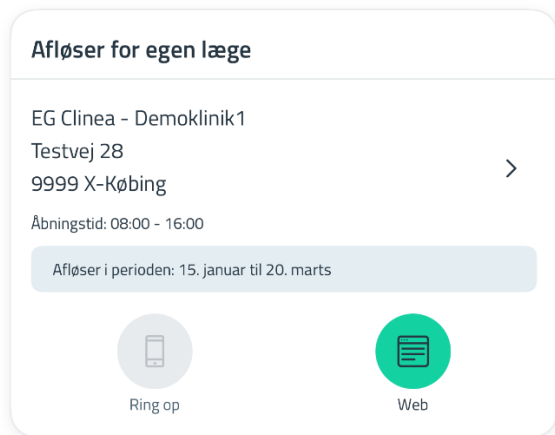 Afløser for egen læge
EG Clinea - Demoklinik1
Testvej 28
9999 X-Købing
Åbningstid: 08:00 - 16:00
Afløser i perioden: 15. januar til 20. marts
Ring op
Web